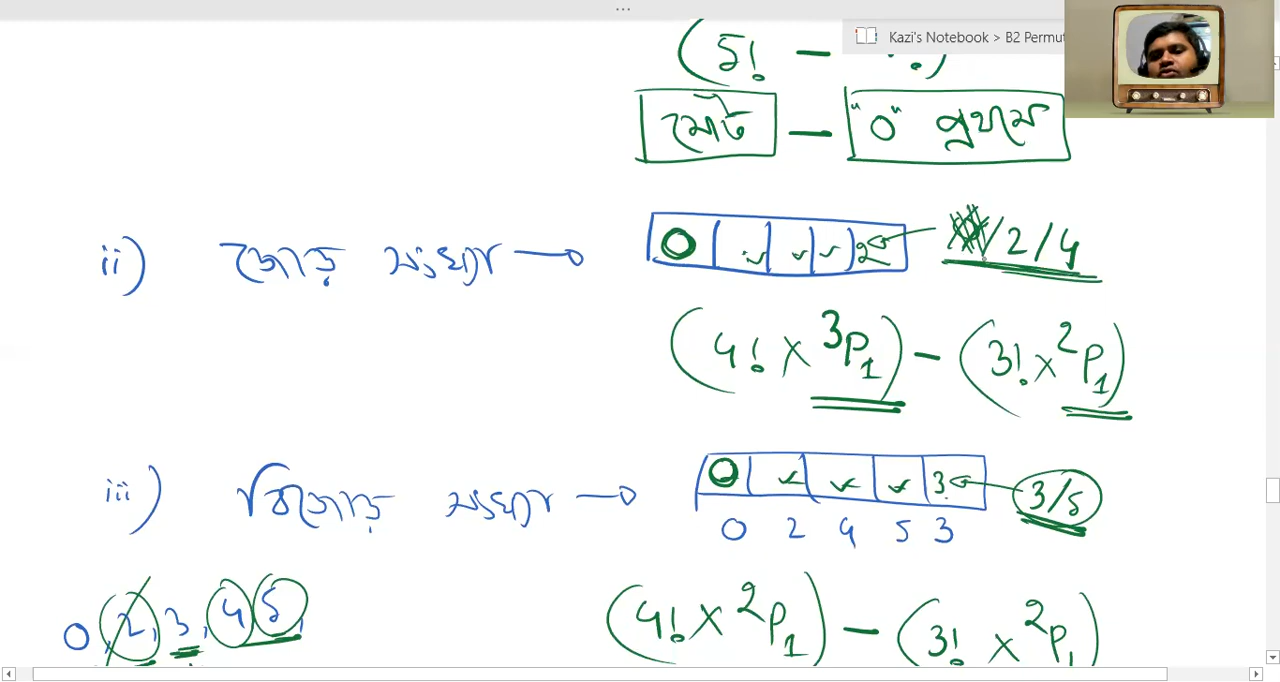 Kazi's Notebook > B2 Permut
(5! − !)
মোট − "0" প্রথমে
ii) জোড় সংখ্যা → 0 ✓ ✓ ✓ 2 ← /2/4
(4! × ³P₁) − (3! × ²P₁)
iii) বিজোড় সংখ্যা → 0 ✓ ✓ ✓ 3 ← 3/5
0 2 4 5 3
0, 2, 3, 4, 5,
(4! × ²P₁) − (3! × ²P₁)